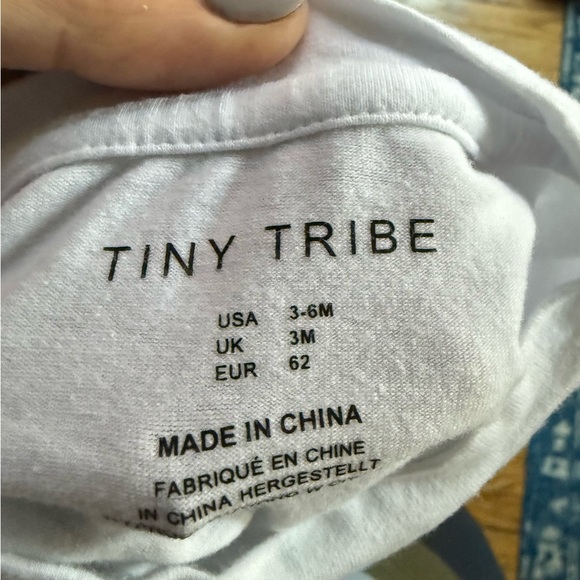 TINY TRIBE
USA 3-6M
UK 3M
EUR 62
MADE IN CHINA
FABRIQUÉ EN CHINE
IN CHINA HERGESTELLT